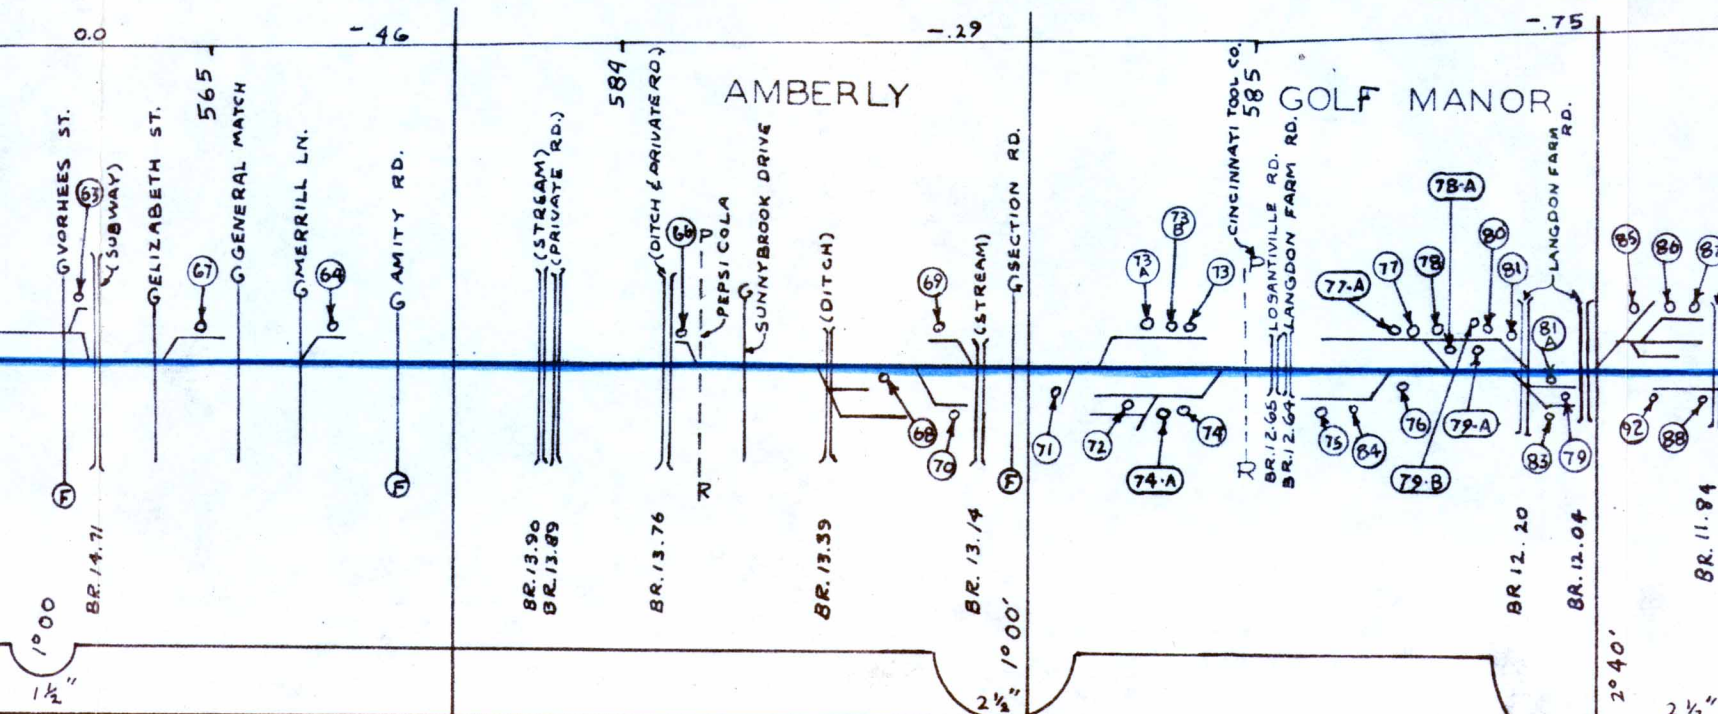 0.0
-.46
-.29
-.75
565
584
585
AMBERLY
GOLF MANOR
VORHEES ST.
63
(SUBWAY)
ELIZABETH ST.
67
GENERAL MATCH
MERRILL LN.
64
AMITY RD.
(STREAM)
(PRIVATE RD.)
(DITCH & PRIVATE RD.)
66
P
PEPSI COLA
SUNNYBROOK DRIVE
(DITCH)
69
(STREAM)
SECTION RD.
73 A
73 B
73
CINCINNATI TOOL CO.
P
LOSANTIVILLE RD.
LANGDON FARM RD.
77-A
77
78
78-A
80
81
81 A
LANGDON FARM RD.
85
86
87
F
F
R
68
70
F
71
72
74-A
74
R
75
84
76
79-B
79-A
83
79
92
88
BR. 14.71
BR. 13.90
BR. 13.89
BR. 13.76
BR. 13.39
BR. 13.14
BR. 12.65
BR. 12.64
BR 12.20
BR. 12.04
BR. 11.84
1°00
1½"
1°00'
2½"
2°40'
2½"